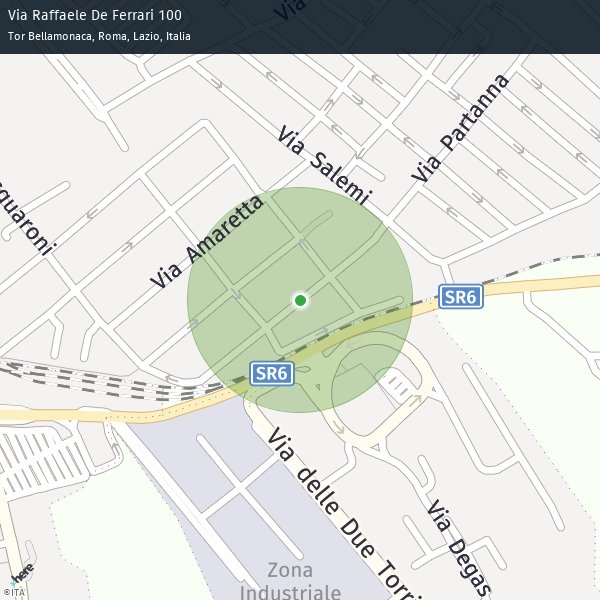 Via Raffaele De Ferrari 100
Tor Bellamonaca, Roma, Lazio, Italia
Via
Via Salemi
Via Partanna
Via Amaretta
SR6
SR6
Via delle Due Torri
Via Degas
Zona
Industriale
here
©ITA